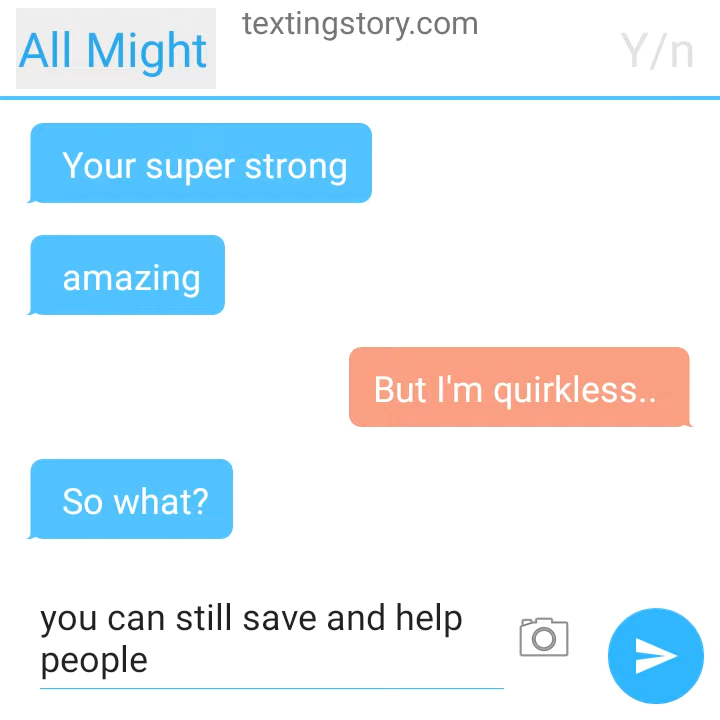 textingstory.com
All Might
Y/n
Your super strong
amazing
But I'm quirkless..
So what?
you can still save and help
people